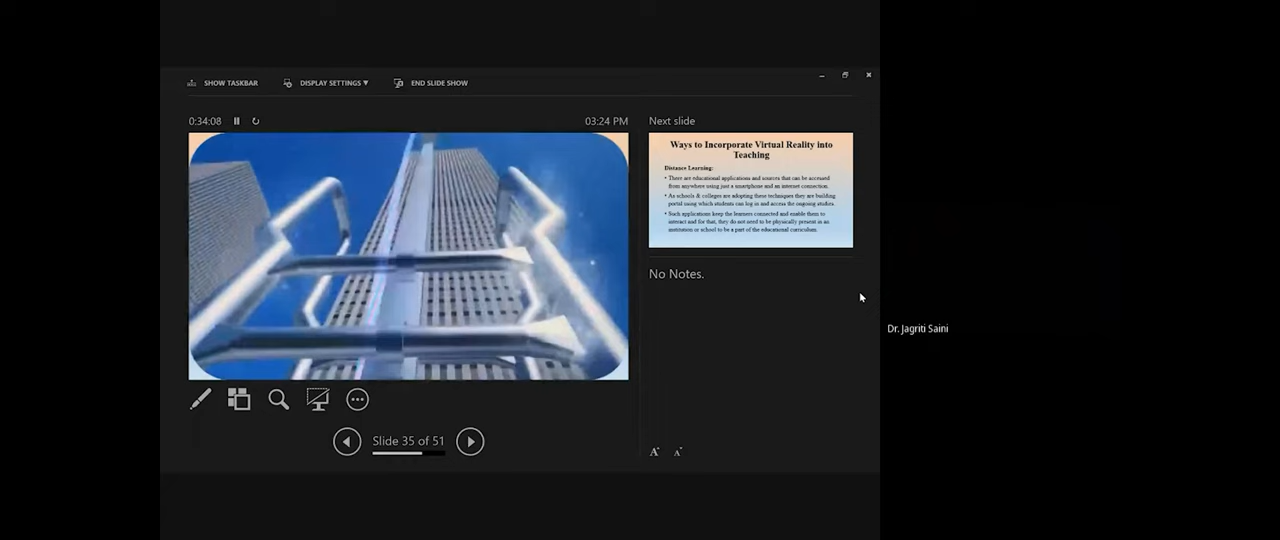 SHOW TASKBAR
DISPLAY SETTINGS ▼
END SLIDE SHOW
0:34:08
03:24 PM
Next slide
Ways to Incorporate Virtual Reality into
Teaching
Distance Learning:
• There are educational applications and sources that can be accessed
from anywhere using just a smartphone and an internet connection.
• As schools & colleges are adopting these techniques they are building
portal using which students can log in and access the ongoing studies.
• Such applications keep the learners connected and enable them to
interact and for that, they do not need to be physically present in an
institution or school to be a part of the educational curriculum.
No Notes.
Dr. Jagriti Saini
Slide 35 of 51
A A